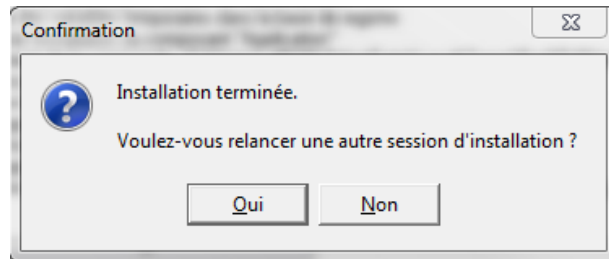 Confirmation
Installation terminée.
Voulez-vous relancer une autre session d'installation ?
Oui
Non